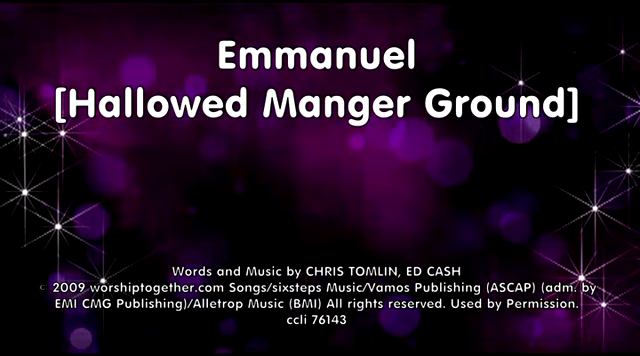 Emmanuel
[Hallowed Manger Ground]
Words and Music by CHRIS TOMLIN, ED CASH
© 2009 worshiptogether.com Songs/sixsteps Music/Vamos Publishing (ASCAP) (adm. by
EMI CMG Publishing)/Alletrop Music (BMI) All rights reserved. Used by Permission.
ccli 76143